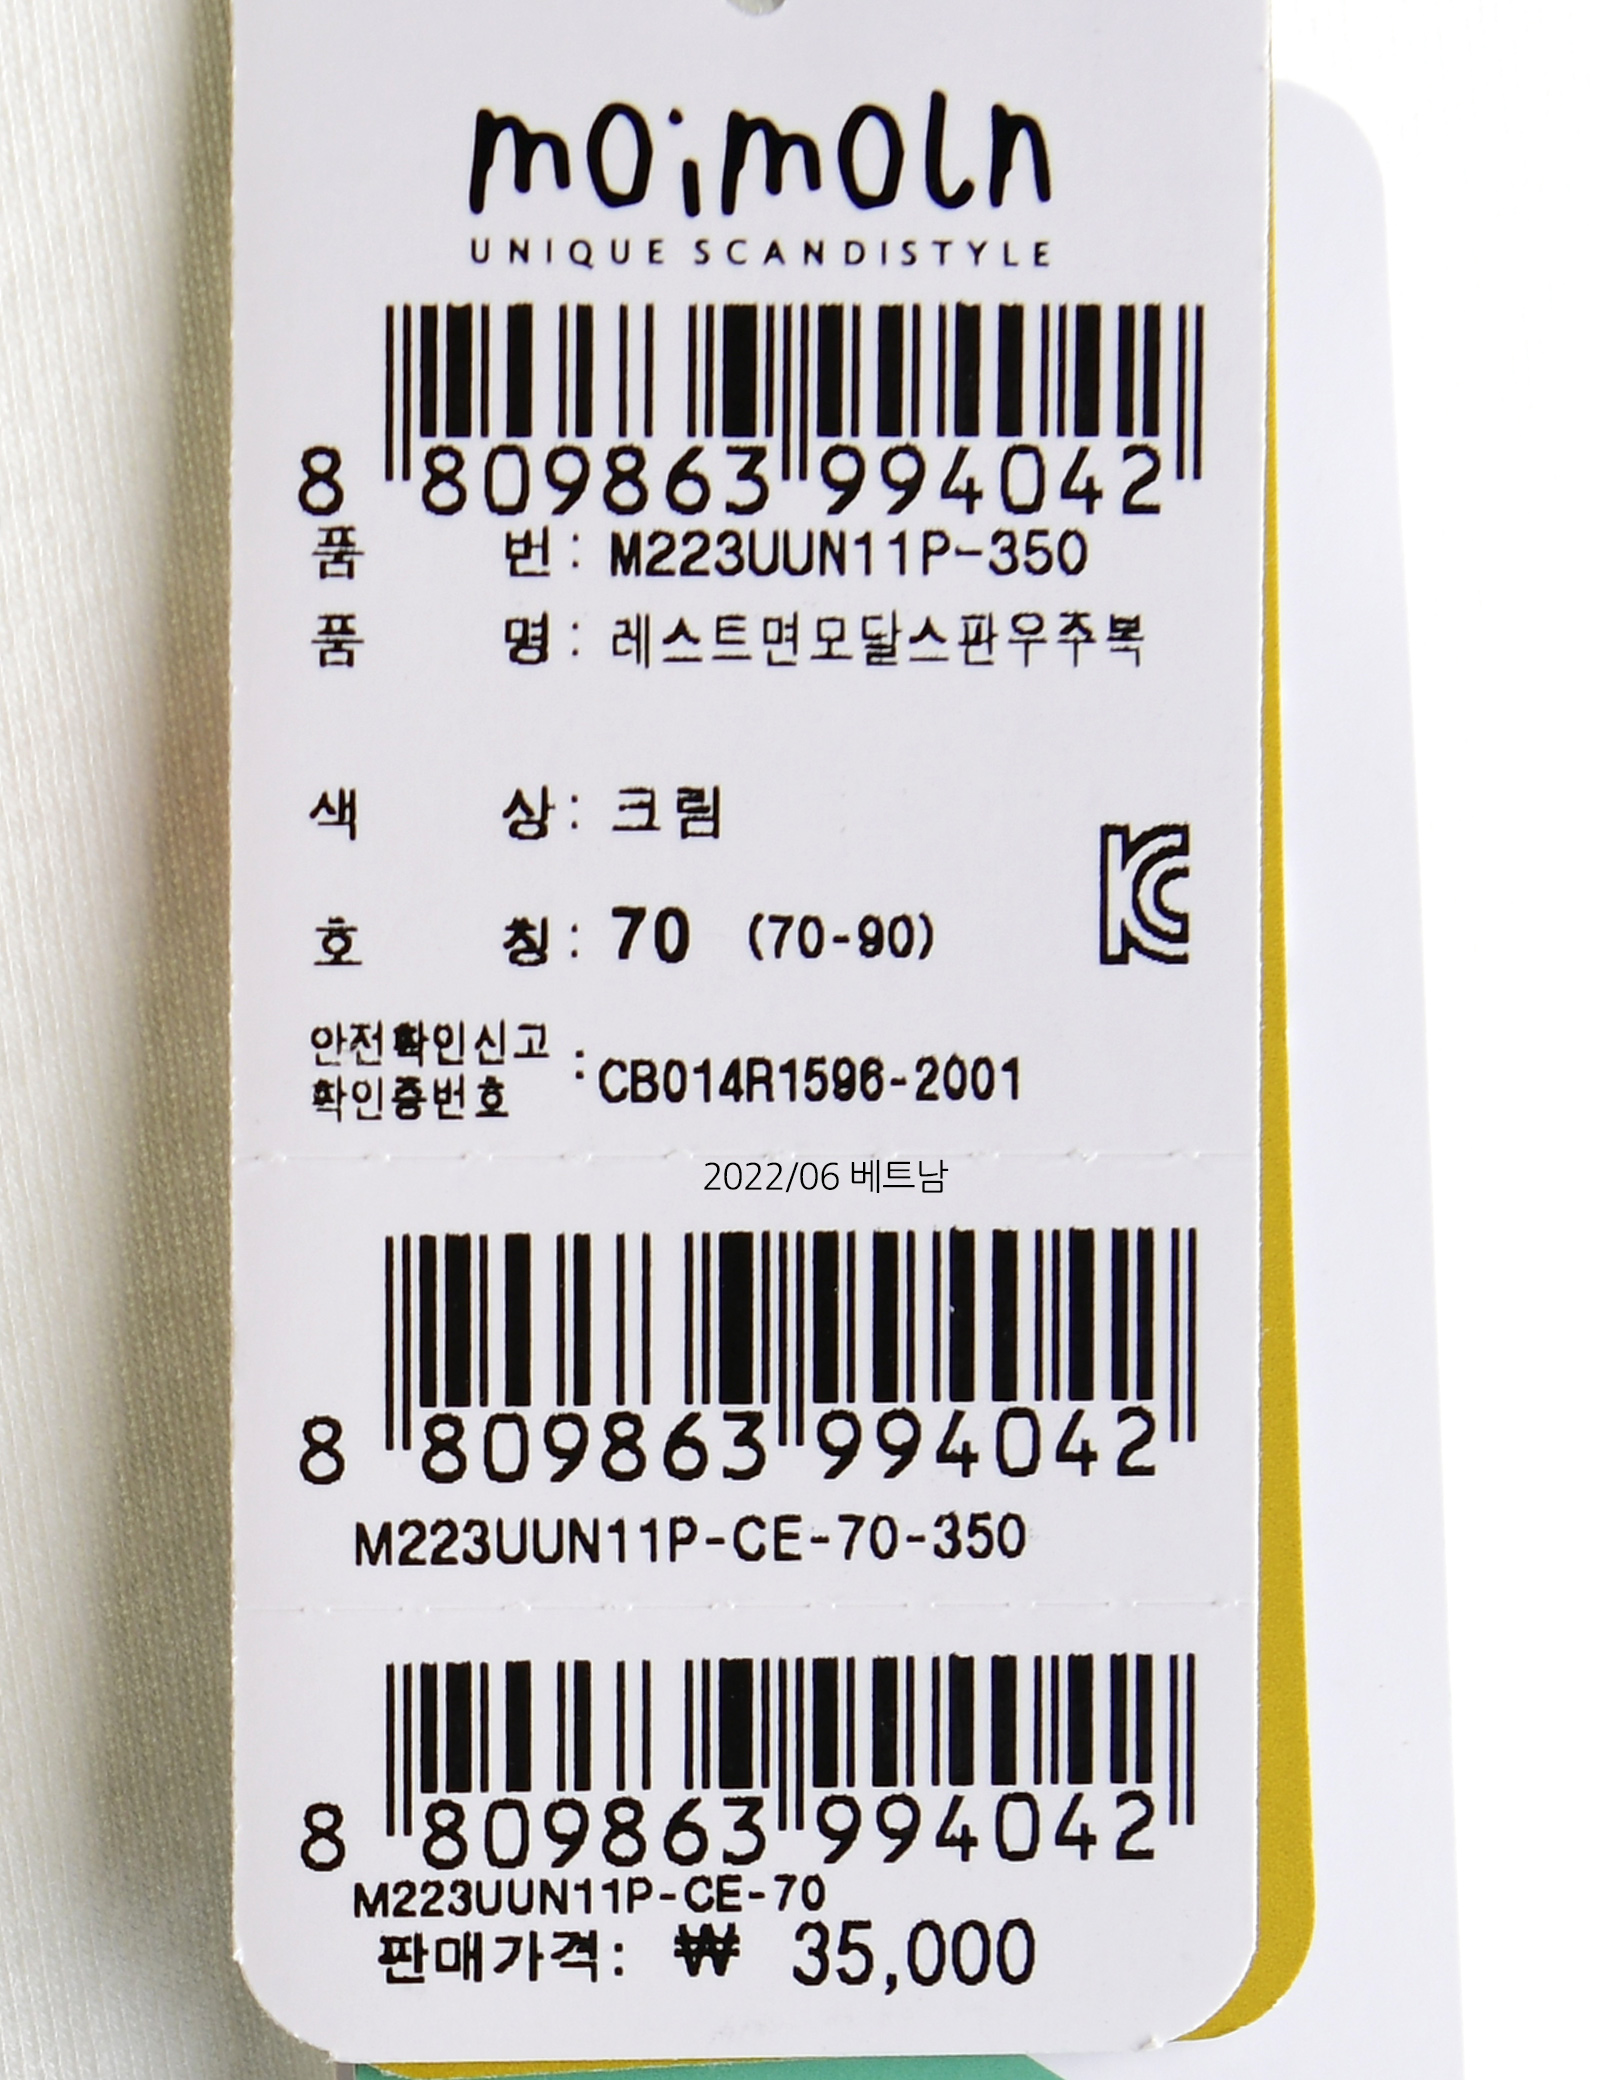 moimoln
UNIQUE SCANDISTYLE
8 809863 994042
품 번 : M223UUN11P-350
품 명 : 레스트면모달스판우주복
색 상 : 크림
호 칭 : 70 (70-90)
안전확인신고
확인증번호 : CB014R1596-2001
2022/06 베트남
8 809863 994042
M223UUN11P-CE-70-350
8 809863 994042
M223UUN11P-CE-70
판매가격: ₩ 35,000